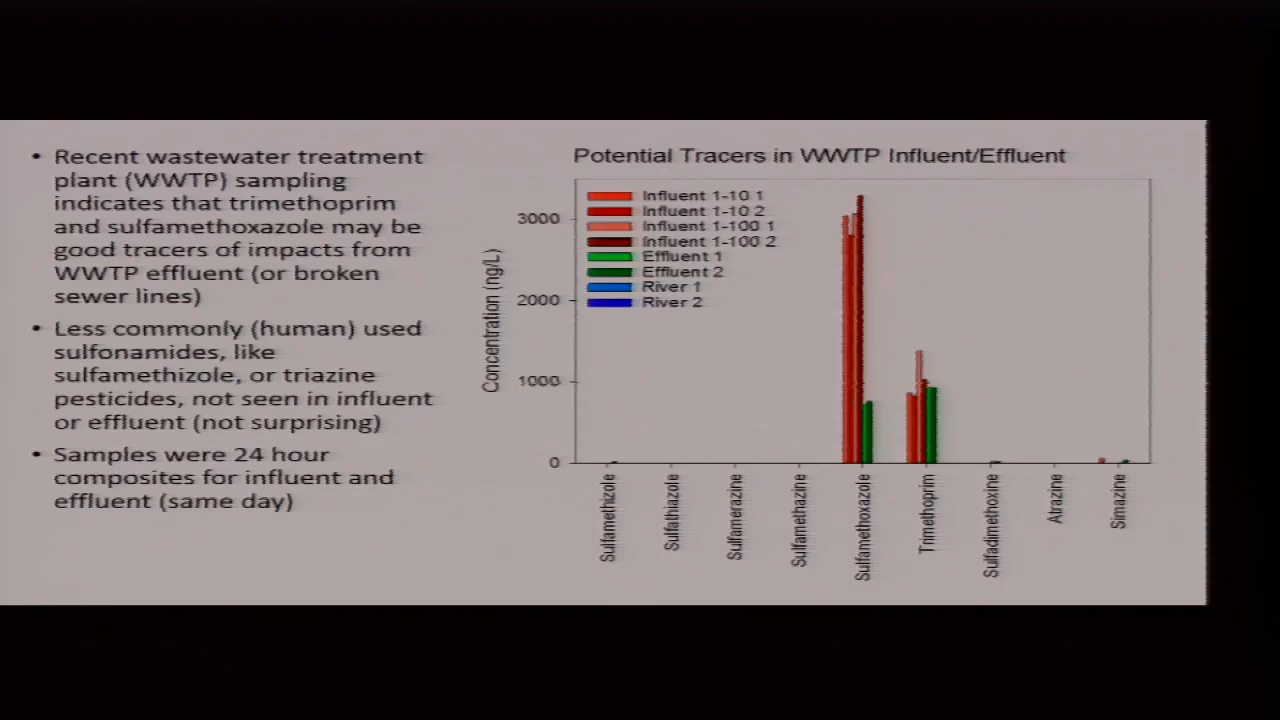 • Recent wastewater treatment
plant (WWTP) sampling
indicates that trimethoprim
and sulfamethoxazole may be
good tracers of impacts from
WWTP effluent (or broken
sewer lines)
• Less commonly (human) used
sulfonamides, like
sulfamethizole, or triazine
pesticides, not seen in influent
or effluent (not surprising)
• Samples were 24 hour
composites for influent and
effluent (same day)
Potential Tracers in WWTP Influent/Effluent
Influent 1-10 1
Influent 1-10 2
Influent 1-100 1
Influent 1-100 2
Effluent 1
Effluent 2
River 1
River 2
Concentration (ng/L)
3000
2000
1000
0
Sulfamethizole
Sulfathiazole
Sulfamerazine
Sulfamethazine
Sulfamethoxazole
Trimethoprim
Sulfadimethoxine
Atrazine
Simazine